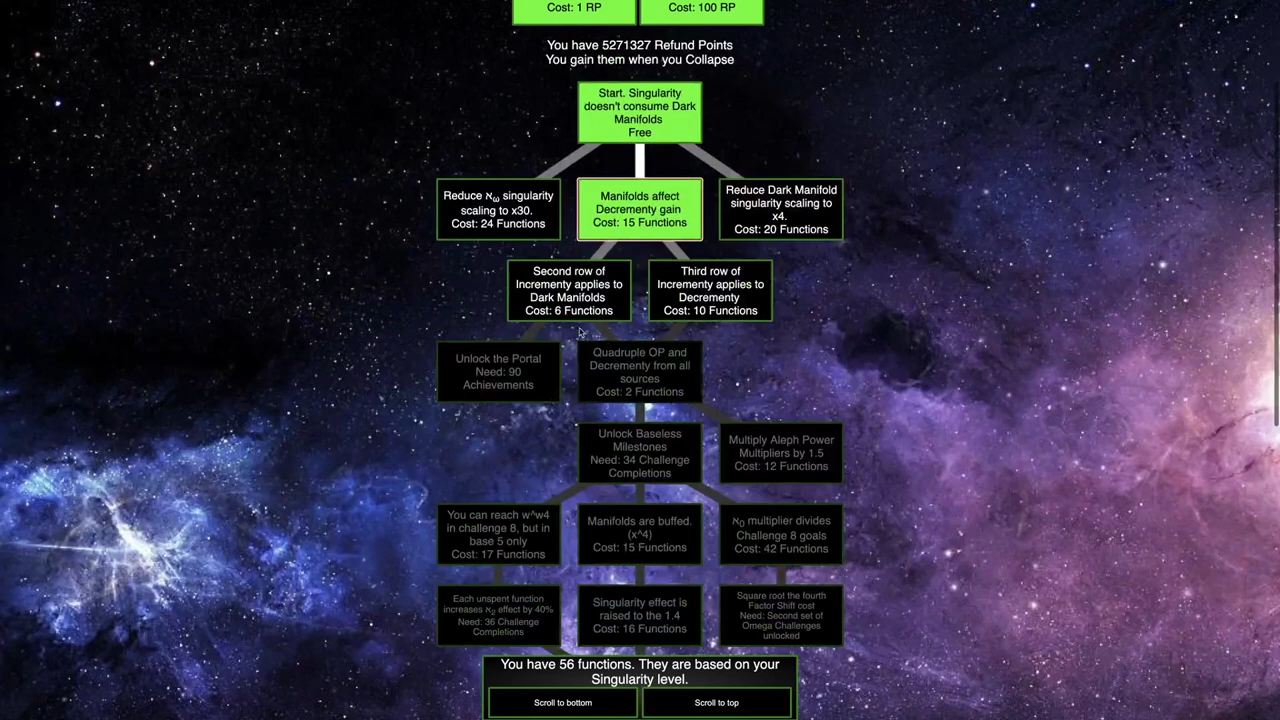 Cost: 1 RP
Cost: 100 RP
You have 5271327 Refund Points
You gain them when you Collapse
Start. Singularity
doesn't consume Dark
Manifolds
Free
Reduce ℵω singularity
scaling to x30.
Cost: 24 Functions
Manifolds affect
Decrementy gain
Cost: 15 Functions
Reduce Dark Manifold
singularity scaling to
x4.
Cost: 20 Functions
Second row of
Incrementy applies to
Dark Manifolds
Cost: 6 Functions
Third row of
Incrementy applies to
Decrementy
Cost: 10 Functions
Unlock the Portal
Need: 90
Achievements
Quadruple OP and
Decrementy from all
sources
Cost: 2 Functions
Unlock Baseless
Milestones
Need: 34 Challenge
Completions
Multiply Aleph Power
Multipliers by 1.5
Cost: 12 Functions
You can reach w^w4
in challenge 8, but in
base 5 only
Cost: 17 Functions
Manifolds are buffed.
(x^4)
Cost: 15 Functions
ℵ0 multiplier divides
Challenge 8 goals
Cost: 42 Functions
Each unspent function
increases ℵ2 effect by 40%
Need: 36 Challenge
Completions
Singularity effect is
raised to the 1.4
Cost: 16 Functions
Square root the fourth
Factor Shift cost
Need: Second set of
Omega Challenges
unlocked
You have 56 functions. They are based on your
Singularity level.
Scroll to bottom
Scroll to top